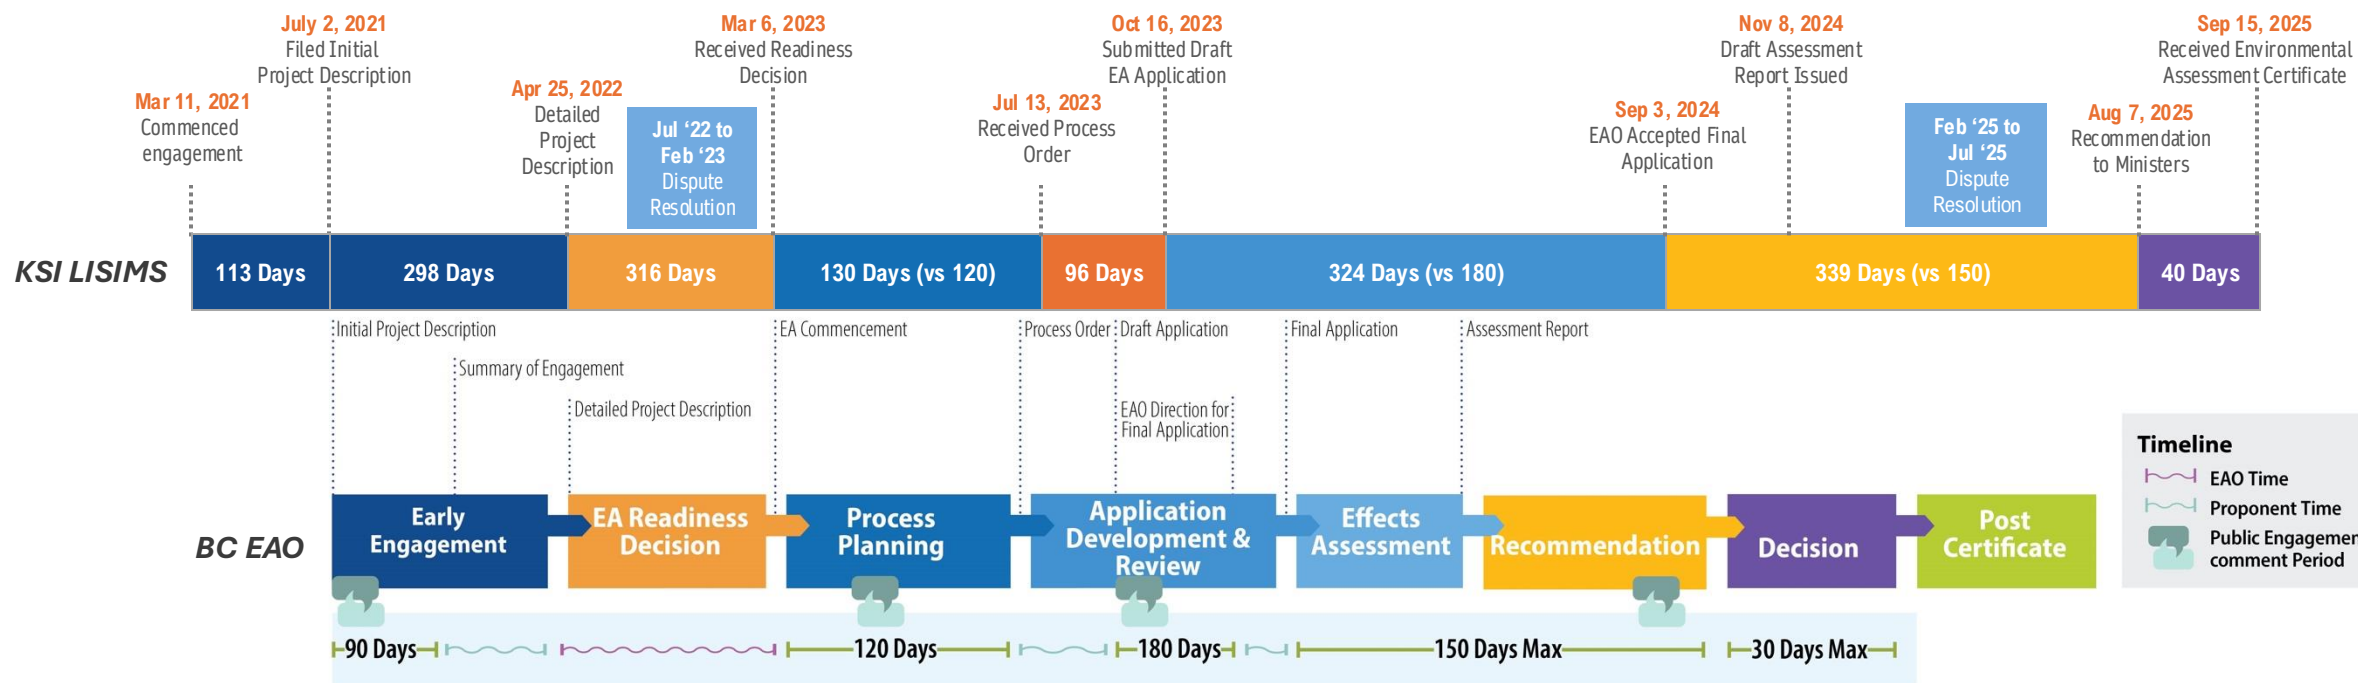 Mar 11, 2021
Commenced
engagement
July 2, 2021
Filed Initial
Project Description
Apr 25, 2022
Detailed
Project
Description
Jul ‘22 to
Feb ‘23
Dispute
Resolution
Mar 6, 2023
Received Readiness
Decision
Jul 13, 2023
Received Process
Order
Oct 16, 2023
Submitted Draft
EA Application
Sep 3, 2024
EAO Accepted Final
Application
Nov 8, 2024
Draft Assessment
Report Issued
Feb ‘25 to
Jul ‘25
Dispute
Resolution
Aug 7, 2025
Recommendation
to Ministers
Sep 15, 2025
Received Environmental
Assessment Certificate
KSI LISIMS
113 Days
298 Days
316 Days
130 Days (vs 120)
96 Days
324 Days (vs 180)
339 Days (vs 150)
40 Days
Initial Project Description
Summary of Engagement
Detailed Project Description
EA Commencement
Process Order
Draft Application
EAO Direction for
Final Application
Final Application
Assessment Report
BC EAO
Early
Engagement
EA Readiness
Decision
Process
Planning
Application
Development &
Review
Effects
Assessment
Recommendation
Decision
Post
Certificate
90 Days
120 Days
180 Days
150 Days Max
30 Days Max
Timeline
EAO Time
Proponent Time
Public Engagemen
comment Period